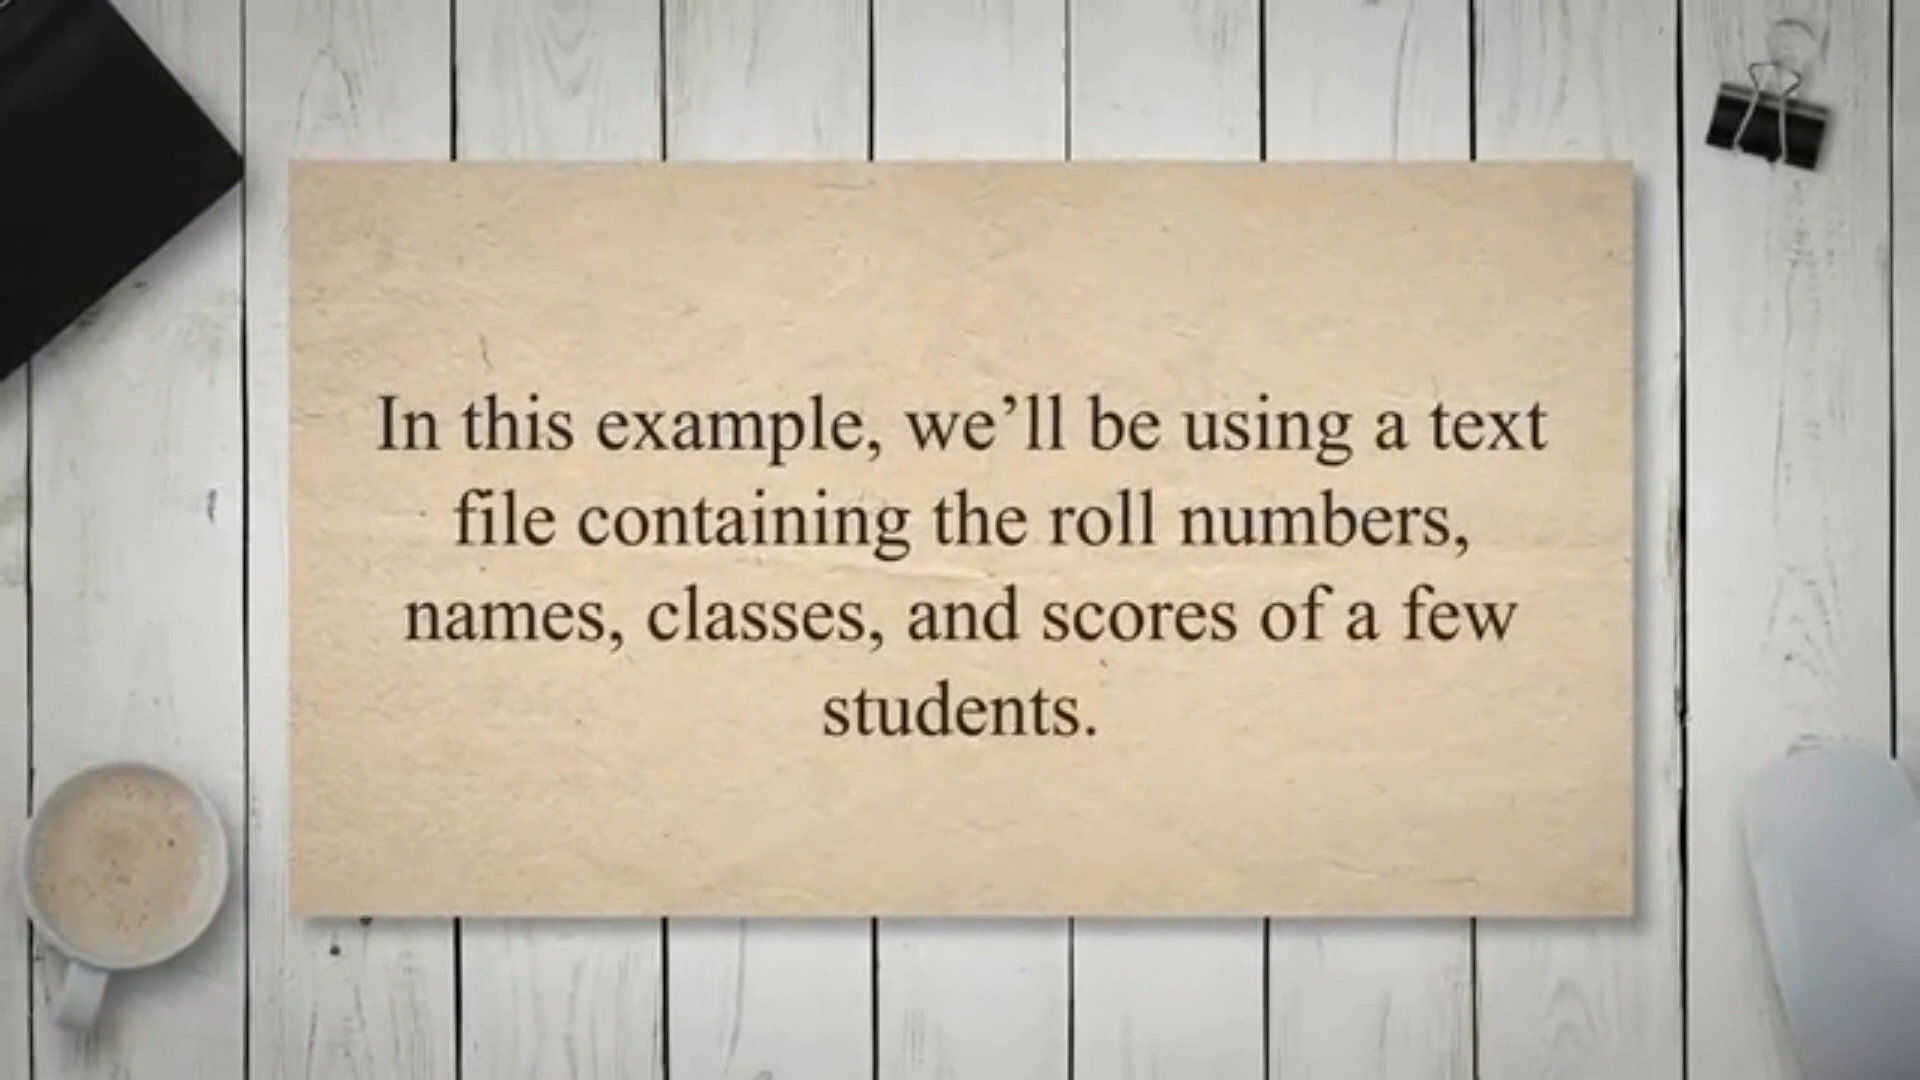 In this example, we’ll be using a text
file containing the roll numbers,
names, classes, and scores of a few
students.